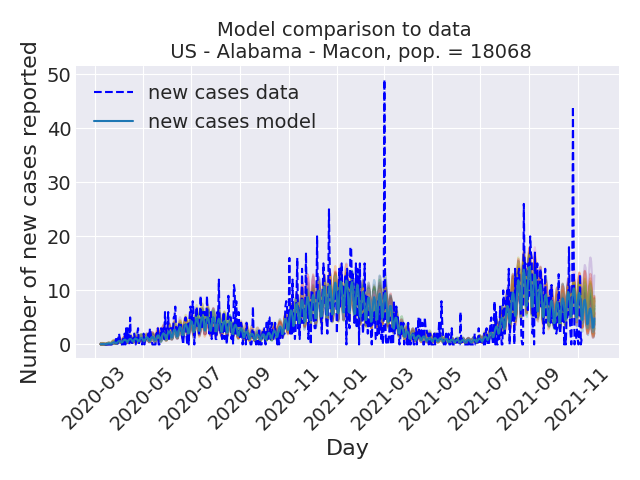 Model comparison to data
US - Alabama - Macon, pop. = 18068
Number of new cases reported
50
40
30
20
10
0
new cases data
new cases model
2020-03
2020-05
2020-07
2020-09
2020-11
2021-01
2021-03
2021-05
2021-07
2021-09
2021-11
Day